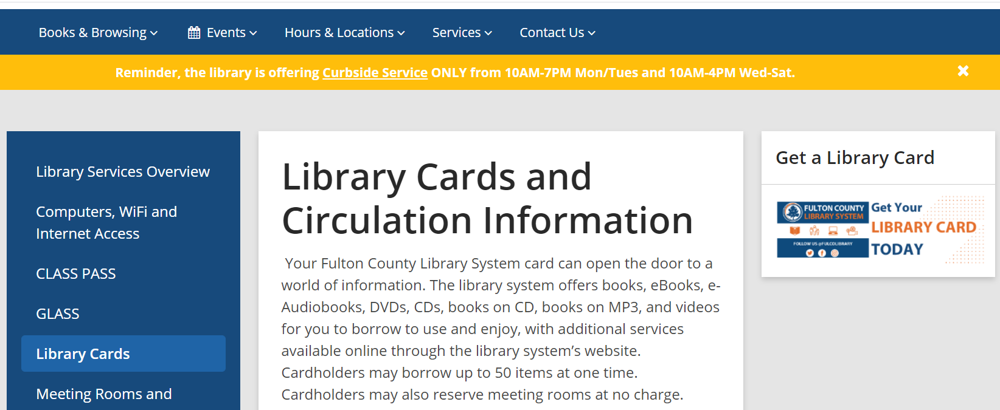 Books & Browsing
Events
Hours & Locations
Services
Contact Us
Reminder, the library is offering Curbside Service ONLY from 10AM-7PM Mon/Tues and 10AM-4PM Wed-Sat.
Library Services Overview
Computers, WiFi and
Internet Access
CLASS PASS
GLASS
Library Cards
Meeting Rooms and
Library Cards and
Circulation Information
Your Fulton County Library System card can open the door to a
world of information. The library system offers books, eBooks, e-
Audiobooks, DVDs, CDs, books on CD, books on MP3, and videos
for you to borrow to use and enjoy, with additional services
available online through the library system’s website.
Cardholders may borrow up to 50 items at one time.
Cardholders may also reserve meeting rooms at no charge.
Get a Library Card
FULTON COUNTY
LIBRARY SYSTEM
FOLLOW US @FULCOLIBRARY
Get Your
LIBRARY CARD
TODAY